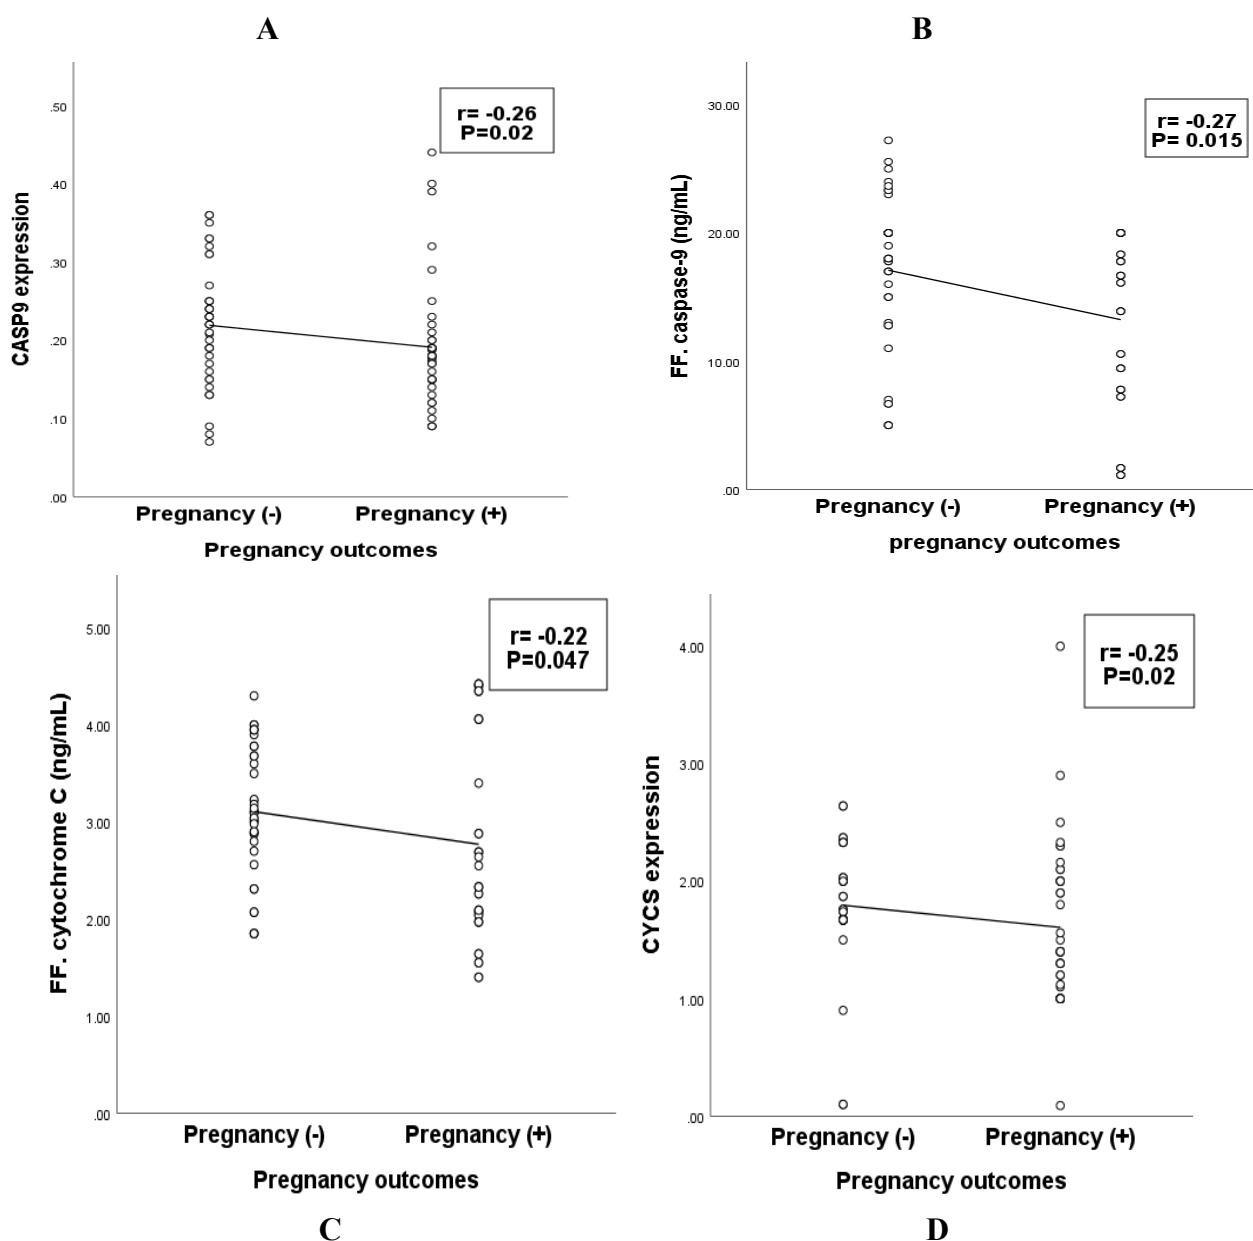 A
r= -0.26
P=0.02
.50
.40
.30
.20
.10
.00
CASP9 expression
Pregnancy (-) Pregnancy (+)
Pregnancy outcomes
B
r= -0.27
P= 0.015
30.00
20.00
10.00
.00
FF. caspase-9 (ng/mL)
Pregnancy (-) Pregnancy (+)
pregnancy outcomes
r= -0.22
P=0.047
5.00
4.00
3.00
2.00
1.00
.00
FF. cytochrome C (ng/mL)
Pregnancy (-) Pregnancy (+)
Pregnancy outcomes
C
r= -0.25
P=0.02
4.00
3.00
2.00
1.00
.00
CYCS expression
Pregnancy (-) Pregnancy (+)
Pregnancy outcomes
D